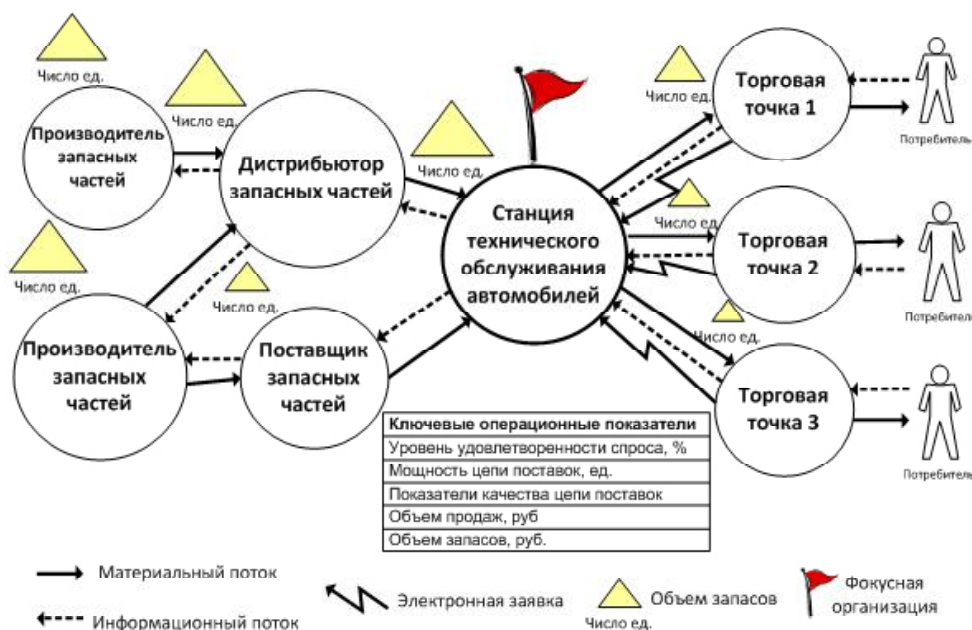 Число ед.
Производитель
запасных
частей
Число ед.
Дистрибьютор
запасных частей
Число ед.
Станция
технического
обслуживания
автомобилей
Число ед.
Торговая
точка 1
Потребитель
Число ед.
Торговая
точка 2
Потребитель
Число ед.
Торговая
точка 3
Потребитель
Число ед.
Производитель
запасных
частей
Число ед.
Поставщик
запасных
частей
Ключевые операционные показатели
Уровень удовлетворенности спроса, %
Мощность цепи поставок, ед.
Показатели качества цепи поставок
Объем продаж, руб
Объем запасов, руб.
Материальный поток
Информационный поток
Электронная заявка
Объем запасов
Число ед.
Фокусная
организация